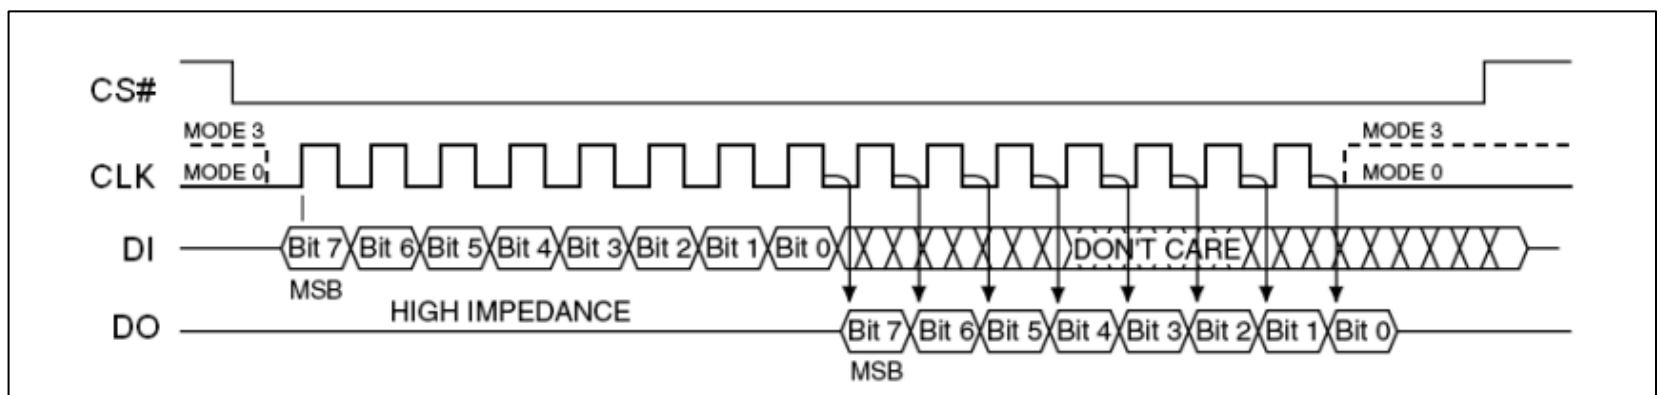 CS#
MODE 3 MODE 3
CLK MODE 0 MODE 0
DI Bit 7 Bit 6 Bit 5 Bit 4 Bit 3 Bit 2 Bit 1 Bit 0 DON'T CARE
MSB
HIGH IMPEDANCE
DO Bit 7 Bit 6 Bit 5 Bit 4 Bit 3 Bit 2 Bit 1 Bit 0
MSB